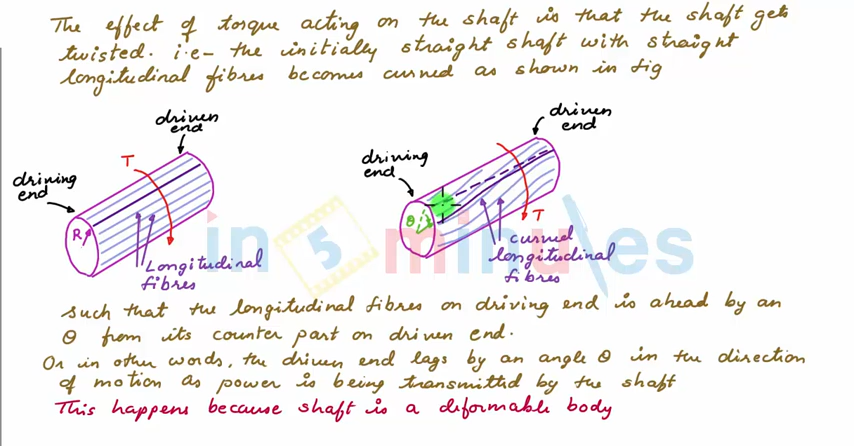 The effect of torque acting on the shaft is that the shaft gets
twisted. i.e- the initially straight shaft with straight
longitudinal fibres becomes curved as shown in fig
driven
end
T
driving
end
R
Longitudinal
fibres
driven
end
driving
end
θ
T
curved
longitudinal
fibres
in 5 minutes
such that the longitudinal fibres on driving end is ahead by an
θ from its counter part on driven end.
Or in other words, the driven end lags by an angle θ in the direction
of motion as power is being transmittd by the shaft
This happens because shaft is a deformable body